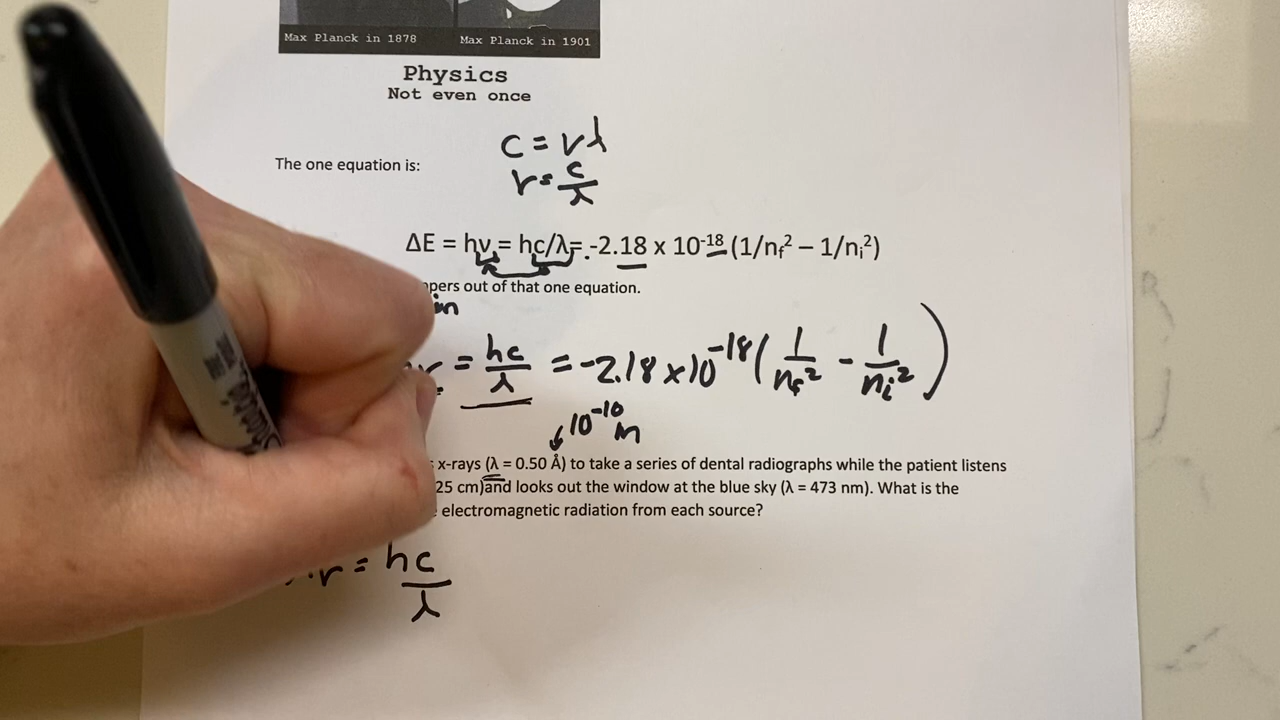 Max Planck in 1878 Max Planck in 1901
Physics
Not even once
c = νλ
The one equation is:
ν = c/λ
ΔE = hν = hc/λ = -2.18 x 10⁻¹⁸ (1/nf² – 1/ni²)
out of that one equation.
= hc/λ = -2.18 x 10⁻¹⁸ ( 1/nf² - 1/ni² )
10⁻¹⁰ m
x-rays (λ = 0.50 Å) to take a series of dental radiographs while the patient listens
25 cm) and looks out the window at the blue sky (λ = 473 nm). What is the
electromagnetic radiation from each source?
ν = hc/λ